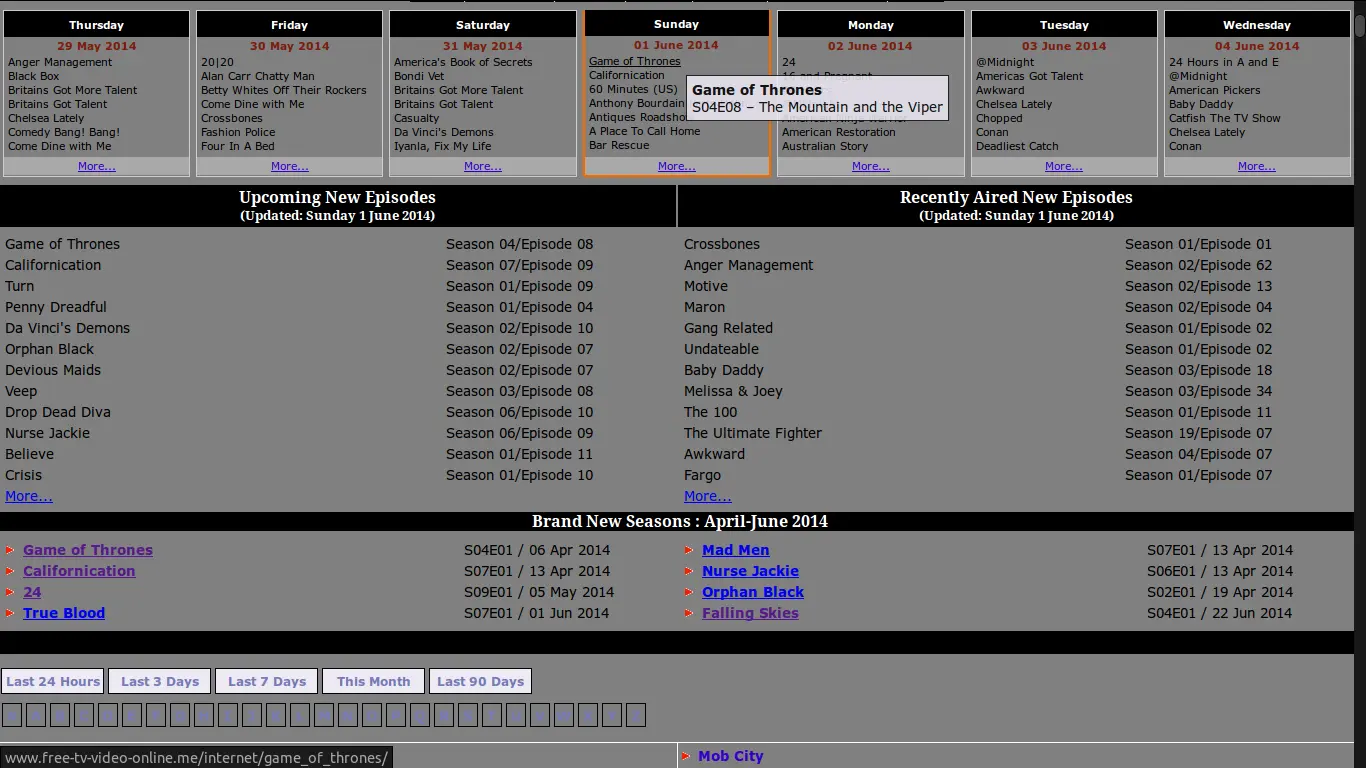 Thursday
29 May 2014
Anger Management
Black Box
Britains Got More Talent
Britains Got Talent
Chelsea Lately
Comedy Bang! Bang!
Come Dine with Me
More...
Friday
30 May 2014
20|20
Alan Carr Chatty Man
Betty Whites Off Their Rockers
Come Dine with Me
Crossbones
Fashion Police
Four In A Bed
More...
Saturday
31 May 2014
America's Book of Secrets
Bondi Vet
Britains Got More Talent
Britains Got Talent
Casualty
Da Vinci's Demons
Iyanla, Fix My Life
More...
Sunday
01 June 2014
Game of Thrones
Californication
60 Minutes (US)
Anthony Bourdain
Antiques Roadsho
A Place To Call Home
Bar Rescue
More...
Game of Thrones
S04E08 – The Mountain and the Viper
Monday
02 June 2014
24
16 and Pregnant
American Ninja Warrior
American Restoration
Australian Story
More...
Tuesday
03 June 2014
@Midnight
Americas Got Talent
Awkward
Chelsea Lately
Chopped
Conan
Deadliest Catch
More...
Wednesday
04 June 2014
24 Hours in A and E
@Midnight
American Pickers
Baby Daddy
Catfish The TV Show
Chelsea Lately
Conan
More...
Upcoming New Episodes
(Updated: Sunday 1 June 2014)
Game of Thrones Season 04/Episode 08
Californication Season 07/Episode 09
Turn Season 01/Episode 09
Penny Dreadful Season 01/Episode 04
Da Vinci's Demons Season 02/Episode 10
Orphan Black Season 02/Episode 07
Devious Maids Season 02/Episode 07
Veep Season 03/Episode 08
Drop Dead Diva Season 06/Episode 10
Nurse Jackie Season 06/Episode 09
Believe Season 01/Episode 11
Crisis Season 01/Episode 10
More...
Recently Aired New Episodes
(Updated: Sunday 1 June 2014)
Crossbones Season 01/Episode 01
Anger Management Season 02/Episode 62
Motive Season 02/Episode 13
Maron Season 02/Episode 04
Gang Related Season 01/Episode 02
Undateable Season 01/Episode 02
Baby Daddy Season 03/Episode 18
Melissa & Joey Season 03/Episode 34
The 100 Season 01/Episode 11
The Ultimate Fighter Season 19/Episode 07
Awkward Season 04/Episode 07
Fargo Season 01/Episode 07
More...
Brand New Seasons : April-June 2014
Game of Thrones S04E01 / 06 Apr 2014
Californication S07E01 / 13 Apr 2014
24 S09E01 / 05 May 2014
True Blood S07E01 / 01 Jun 2014
Mad Men S07E01 / 13 Apr 2014
Nurse Jackie S06E01 / 13 Apr 2014
Orphan Black S02E01 / 19 Apr 2014
Falling Skies S04E01 / 22 Jun 2014
Last 24 Hours Last 3 Days Last 7 Days This Month Last 90 Days
www.free-tv-video-online.me/internet/game_of_thrones/
Mob City